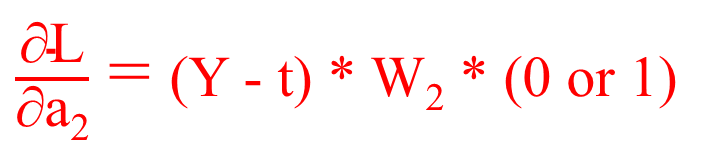 ∂L/∂a₂ = (Y - t) * W₂ * (0 or 1)